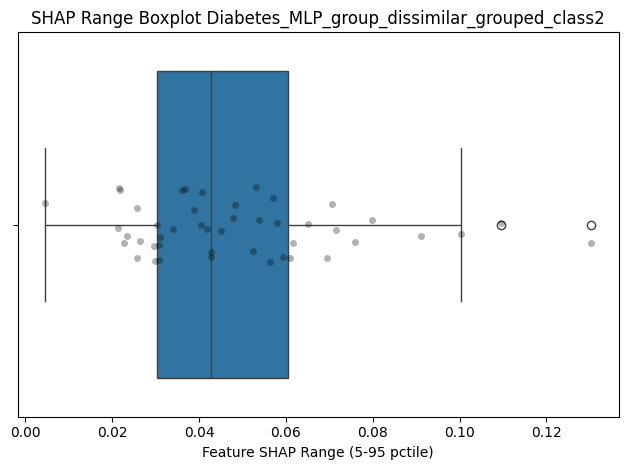 SHAP Range Boxplot Diabetes_MLP_group_dissimilar_grouped_class2
0.00 0.02 0.04 0.06 0.08 0.10 0.12
Feature SHAP Range (5-95 pctile)